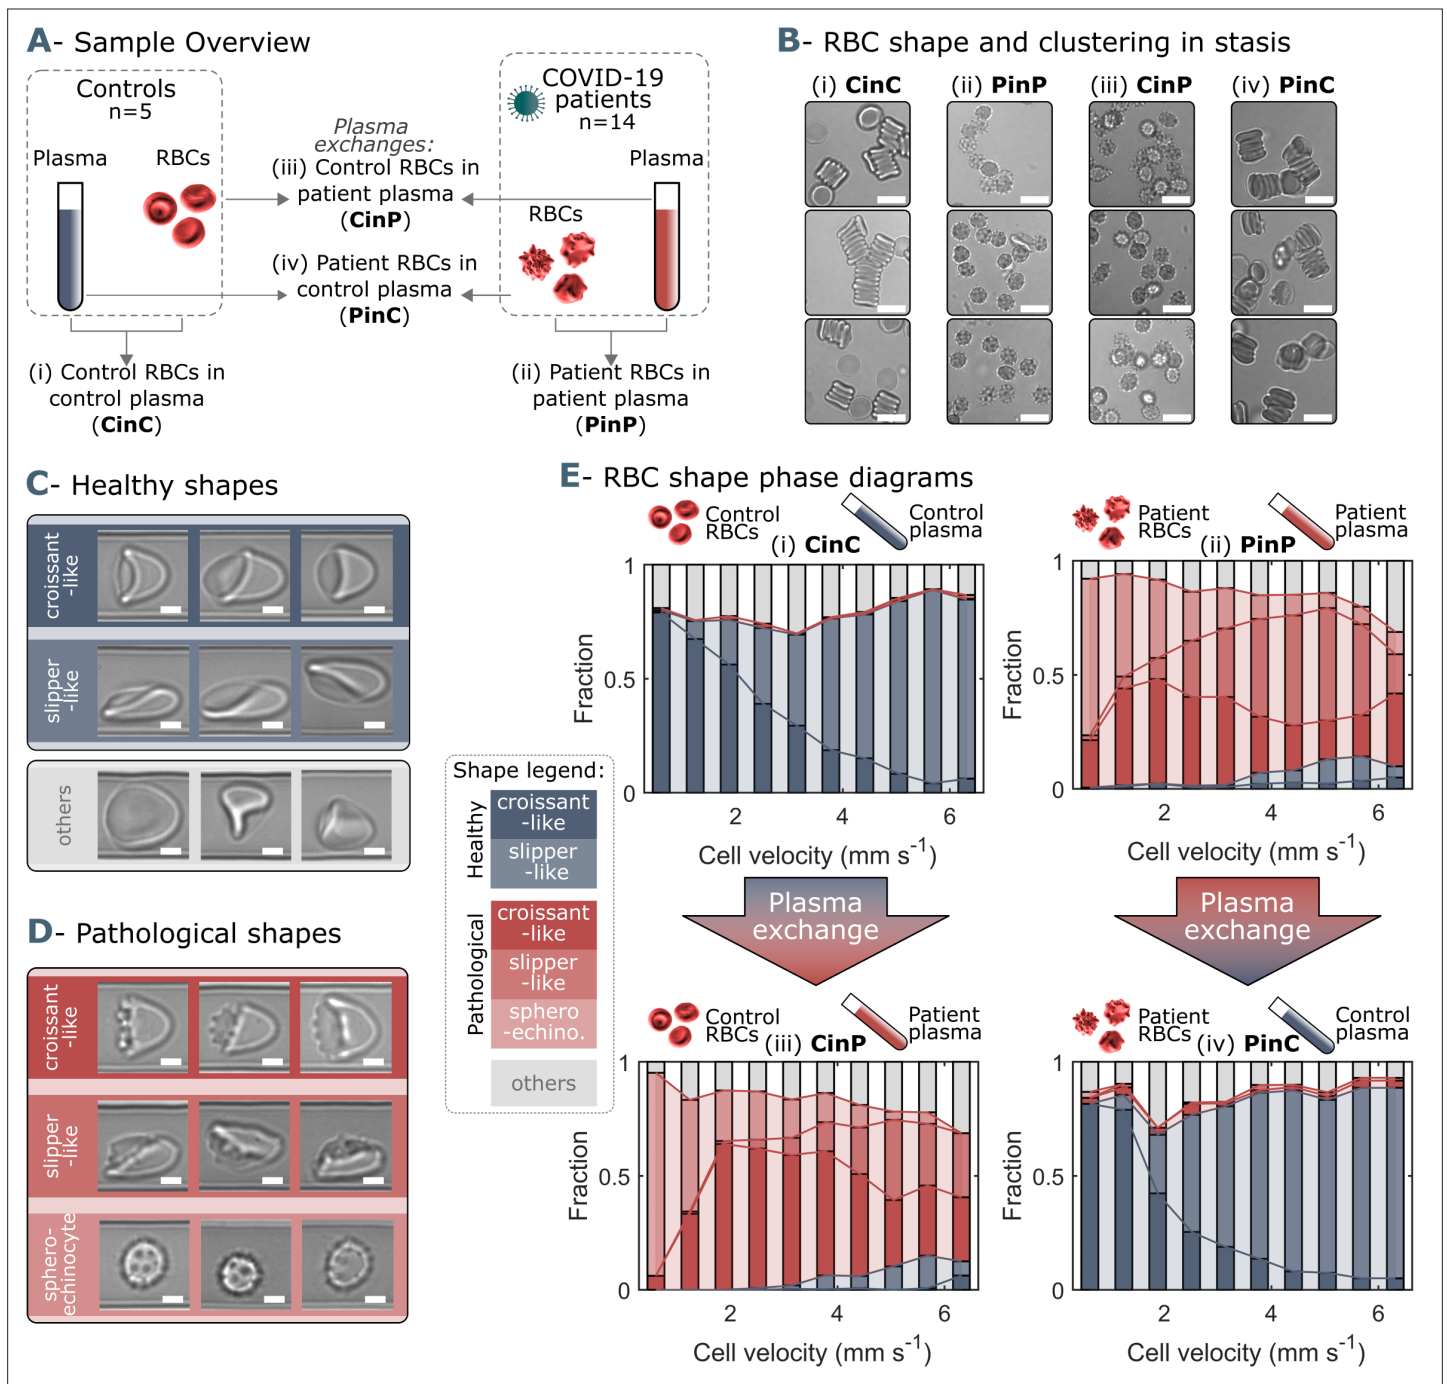 A- Sample Overview
Controls
n=5
Plasma
RBCs
Plasma
exchanges:
(iii) Control RBCs in
patient plasma
(CinP)
(iv) Patient RBCs in
control plasma
(PinC)
COVID-19
patients
n=14
Plasma
RBCs
(i) Control RBCs in
control plasma
(CinC)
(ii) Patient RBCs in
patient plasma
(PinP)
B- RBC shape and clustering in stasis
(i) CinC
(ii) PinP
(iii) CinP
(iv) PinC
C- Healthy shapes
croissant
-like
slipper
-like
others
D- Pathological shapes
croissant
-like
slipper
-like
sphero-
echinocyte
Shape legend:
Healthy
croissant
-like
slipper
-like
Pathological
croissant
-like
slipper
-like
sphero
-echino.
others
E- RBC shape phase diagrams
Control
RBCs
Control
plasma
(i) CinC
1
0.5
0
Fraction
2 4 6
Cell velocity (mm s⁻¹)
Patient
RBCs
Patient
plasma
(ii) PinP
1
0.5
0
Fraction
2 4 6
Cell velocity (mm s⁻¹)
Plasma
exchange
Plasma
exchange
Control
RBCs
Patient
plasma
(iii) CinP
1
0.5
0
Fraction
2 4 6
Cell velocity (mm s⁻¹)
Patient
RBCs
Control
plasma
(iv) PinC
1
0.5
0
Fraction
2 4 6
Cell velocity (mm s⁻¹)